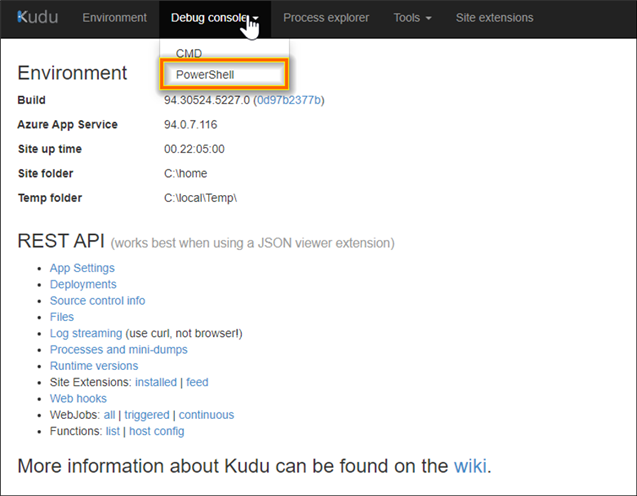 Kudu Environment Debug console Process explorer Tools Site extensions
CMD
PowerShell
Environment
Build 94.30524.5227.0 (0d97b2377b)
Azure App Service 94.0.7.116
Site up time 00.22:05:00
Site folder C:\home
Temp folder C:\local\Temp\
REST API (works best when using a JSON viewer extension)
App Settings
Deployments
Source control info
Files
Log streaming (use curl, not browser!)
Processes and mini-dumps
Runtime versions
Site Extensions: installed | feed
Web hooks
WebJobs: all | triggered | continuous
Functions: list | host config
More information about Kudu can be found on the wiki.